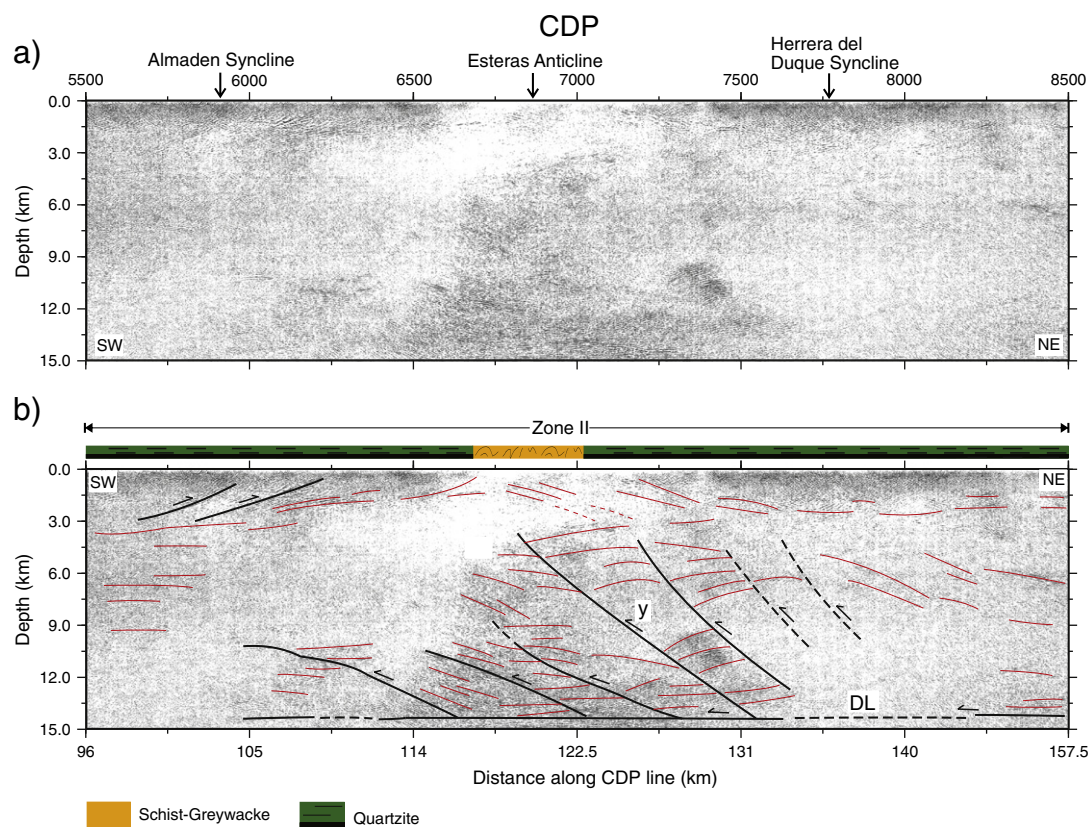 CDP
a)
Almaden Syncline
Esteras Anticline
Herrera del
Duque Syncline
5500 6000 6500 7000 7500 8000 8500
0.0
3.0
6.0
9.0
12.0
15.0
Depth (km)
SW
NE
b)
Zone II
0.0
3.0
6.0
9.0
12.0
15.0
Depth (km)
SW
NE
y
DL
96 105 114 122.5 131 140 157.5
Distance along CDP line (km)
Schist-Greywacke
Quartzite